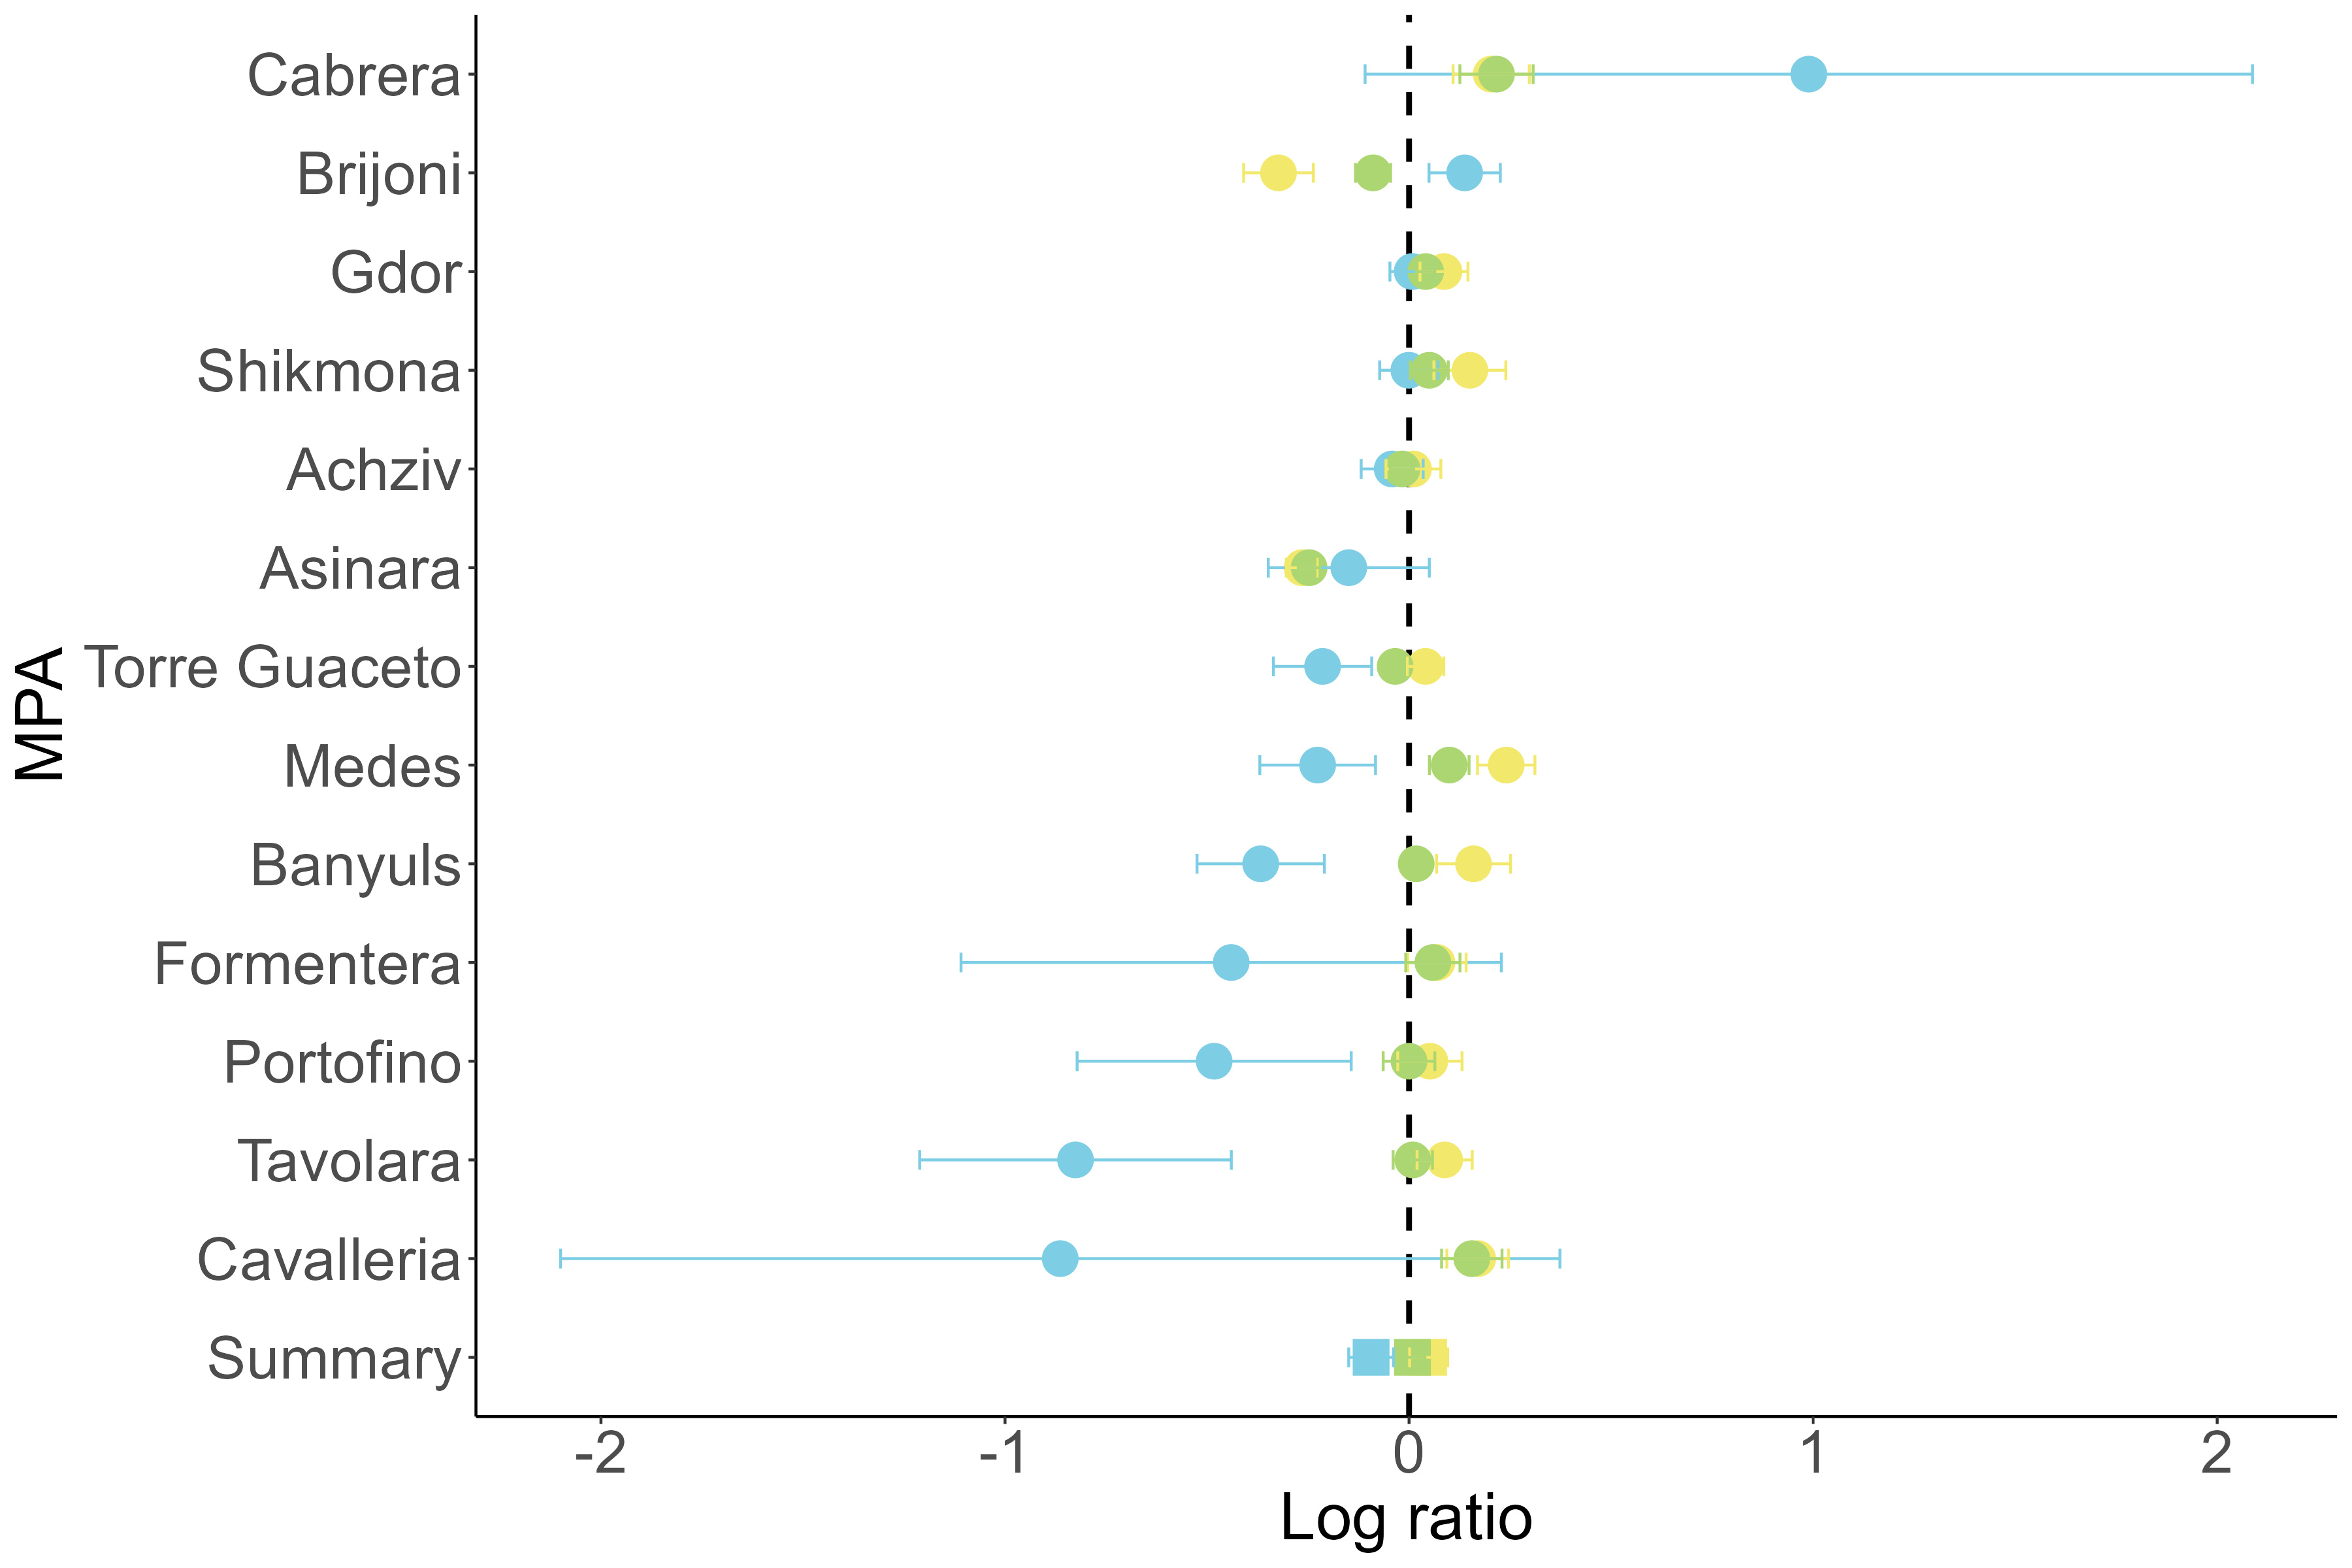 Cabrera
Brijoni
Gdor
Shikmona
Achziv
Asinara
Torre Guaceto
Medes
Banyuls
Formentera
Portofino
Tavolara
Cavalleria
Summary
MPA
-2 -1 0 1 2
Log ratio